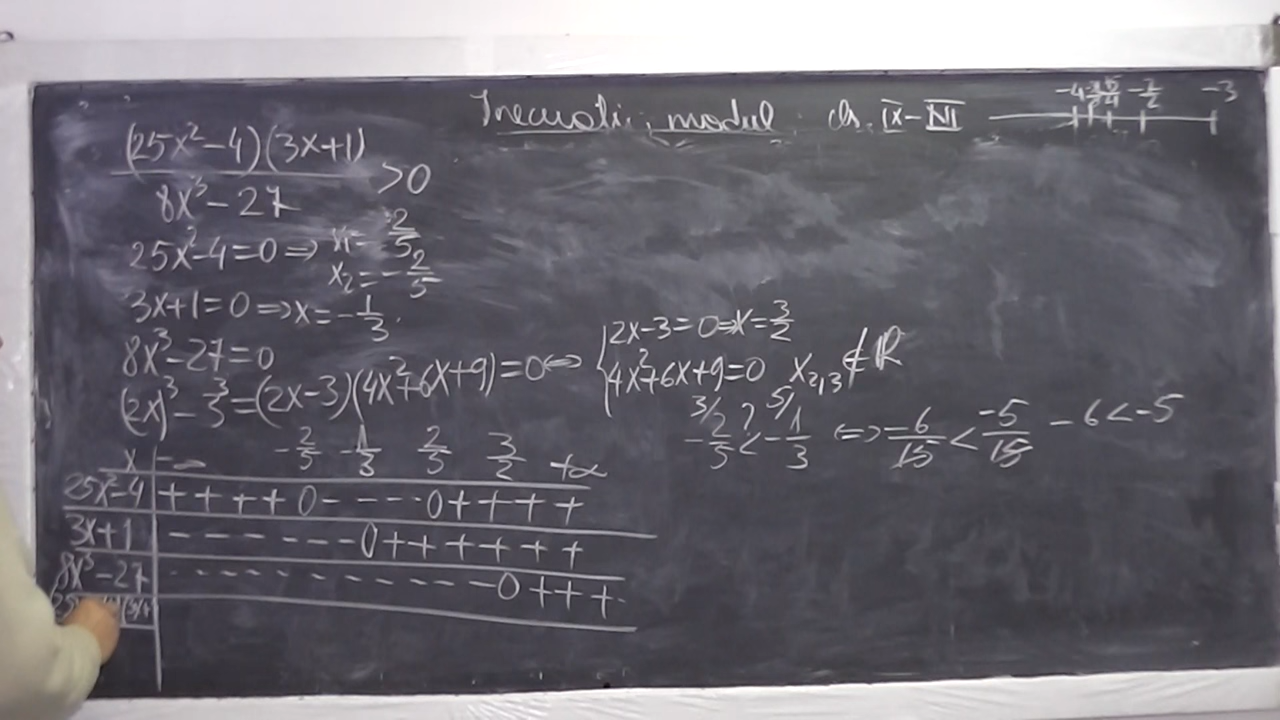 Inecuații, modul. cls. IX-XII
-4 -1/2 -3
(25x²-4)(3x+1)/(8x³-27) >0
25x²-4=0 => x₁=2/5
x₂=-2/5
3x+1=0 => x=-1/3.
8x³-27=0
(2x)³-3³=(2x-3)(4x²+6x+9)=0 <=> { 2x-3=0 => x=3/2
4x²+6x+9=0 x₂,₃ ∉ ℝ
3/ 5/
-2/5 <? -1/3 <=> -6/15 < -5/15 -6<-5
x -∞ -2/5 -1/3 2/5 3/2 +∞
25x²-4 + + + + 0 - - - - 0 + + + +
3x+1 - - - - - - - 0 + + + + + + +
8x³-27 - - - - - - - - - - - - 0 + + +